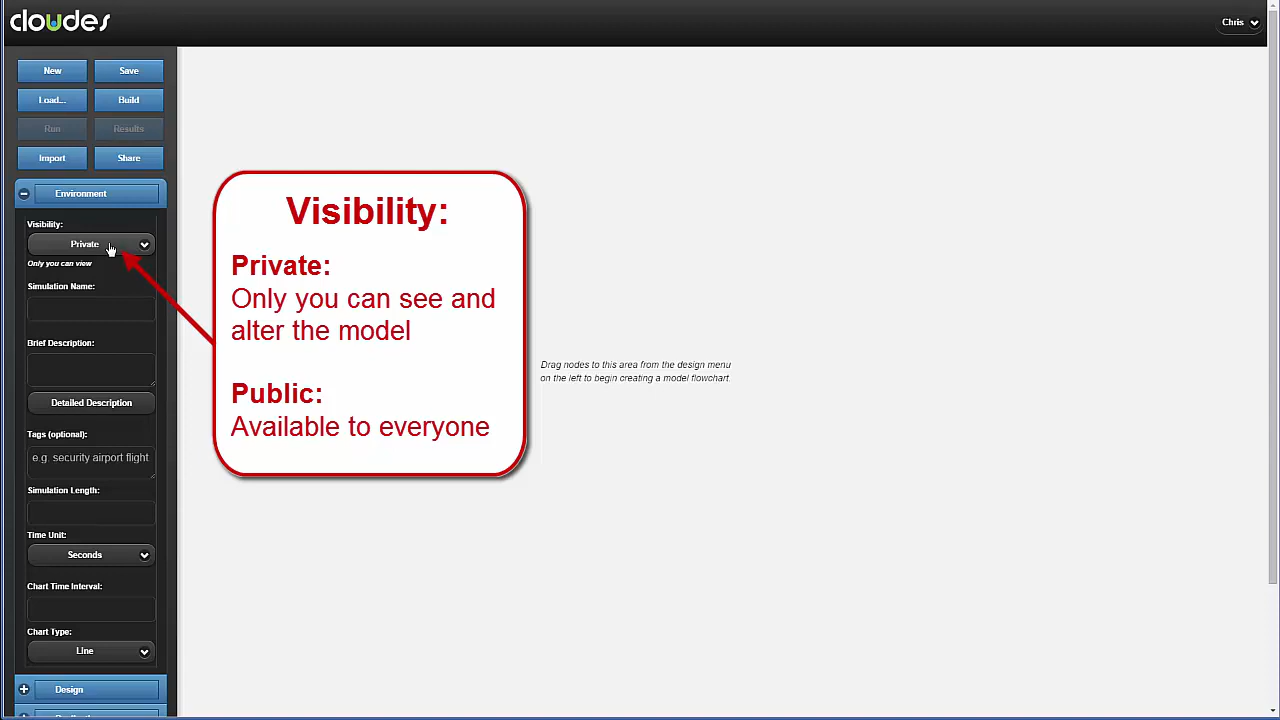 cloudes
Chris
New
Save
Load...
Build
Run
Results
Import
Share
Environment
Visibility:
Private
Only you can view
Simulation Name:
Brief Description:
Detailed Description
Tags (optional):
e.g. security airport flight
Simulation Length:
Time Unit:
Seconds
Chart Time Interval:
Chart Type:
Line
Design
Visibility:
Private:
Only you can see and
alter the model
Public:
Available to everyone
Drag nodes to this area from the design menu
on the left to begin creating a model flowchart.